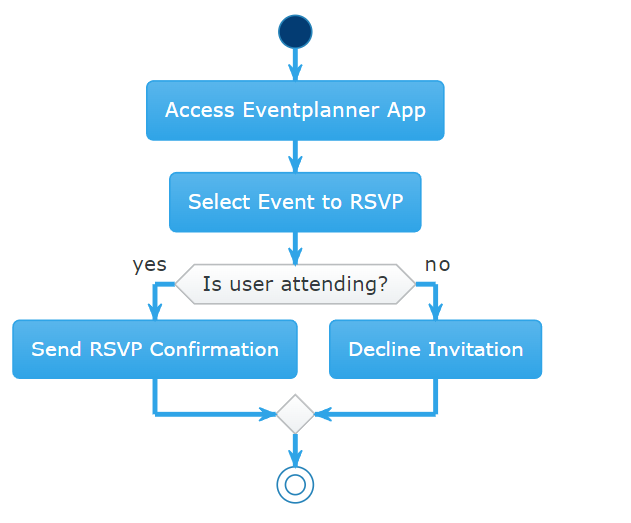 Access Eventplanner App
Select Event to RSVP
yes
no
Is user attending?
Send RSVP Confirmation
Decline Invitation